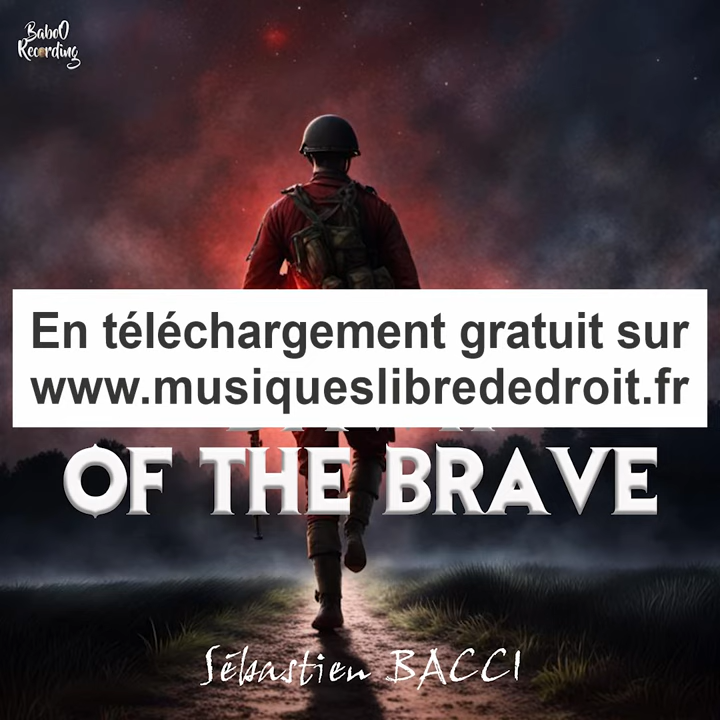 BaboO
Recording
En téléchargement gratuit sur
www.musiqueslibrededroit.fr
OF THE BRAVE
Sébastien BACCI